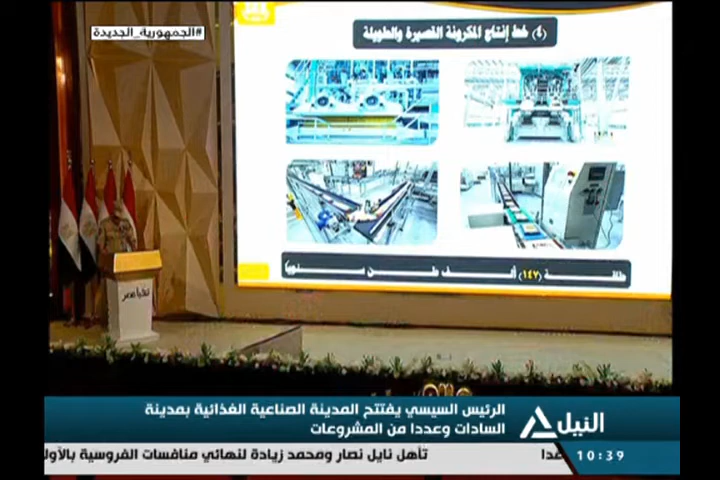 #الجمهورية_الجديدة
(٤) خط إنتاج المكرونة القصيرة والطويلة
طاقة (١٤٧) ألف طن سنويا
تحيا مصر
الرئيس السيسي يفتتح المدينة الصناعية الغذائية بمدينة
السادات وعددا من المشروعات
النيل
تأهل نايل نصار ومحمد زيادة لنهائي منافسات الفروسية بالأول
10:39